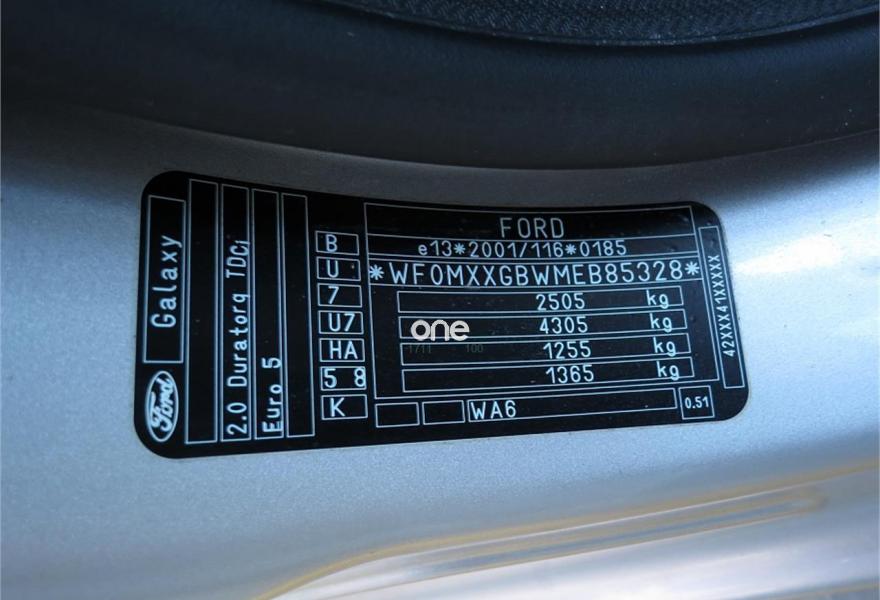 Galaxy
Ford
2.0 Duratorq TDCi
Euro 5
B
U
7
U7
HA
5 8
K
FORD
e13*2001/116*0185
*WF0MXXGBWMEB85328*
2505 kg
4305 kg
1255 kg
1365 kg
WA6
0.51
42XXX41XXXXX
one